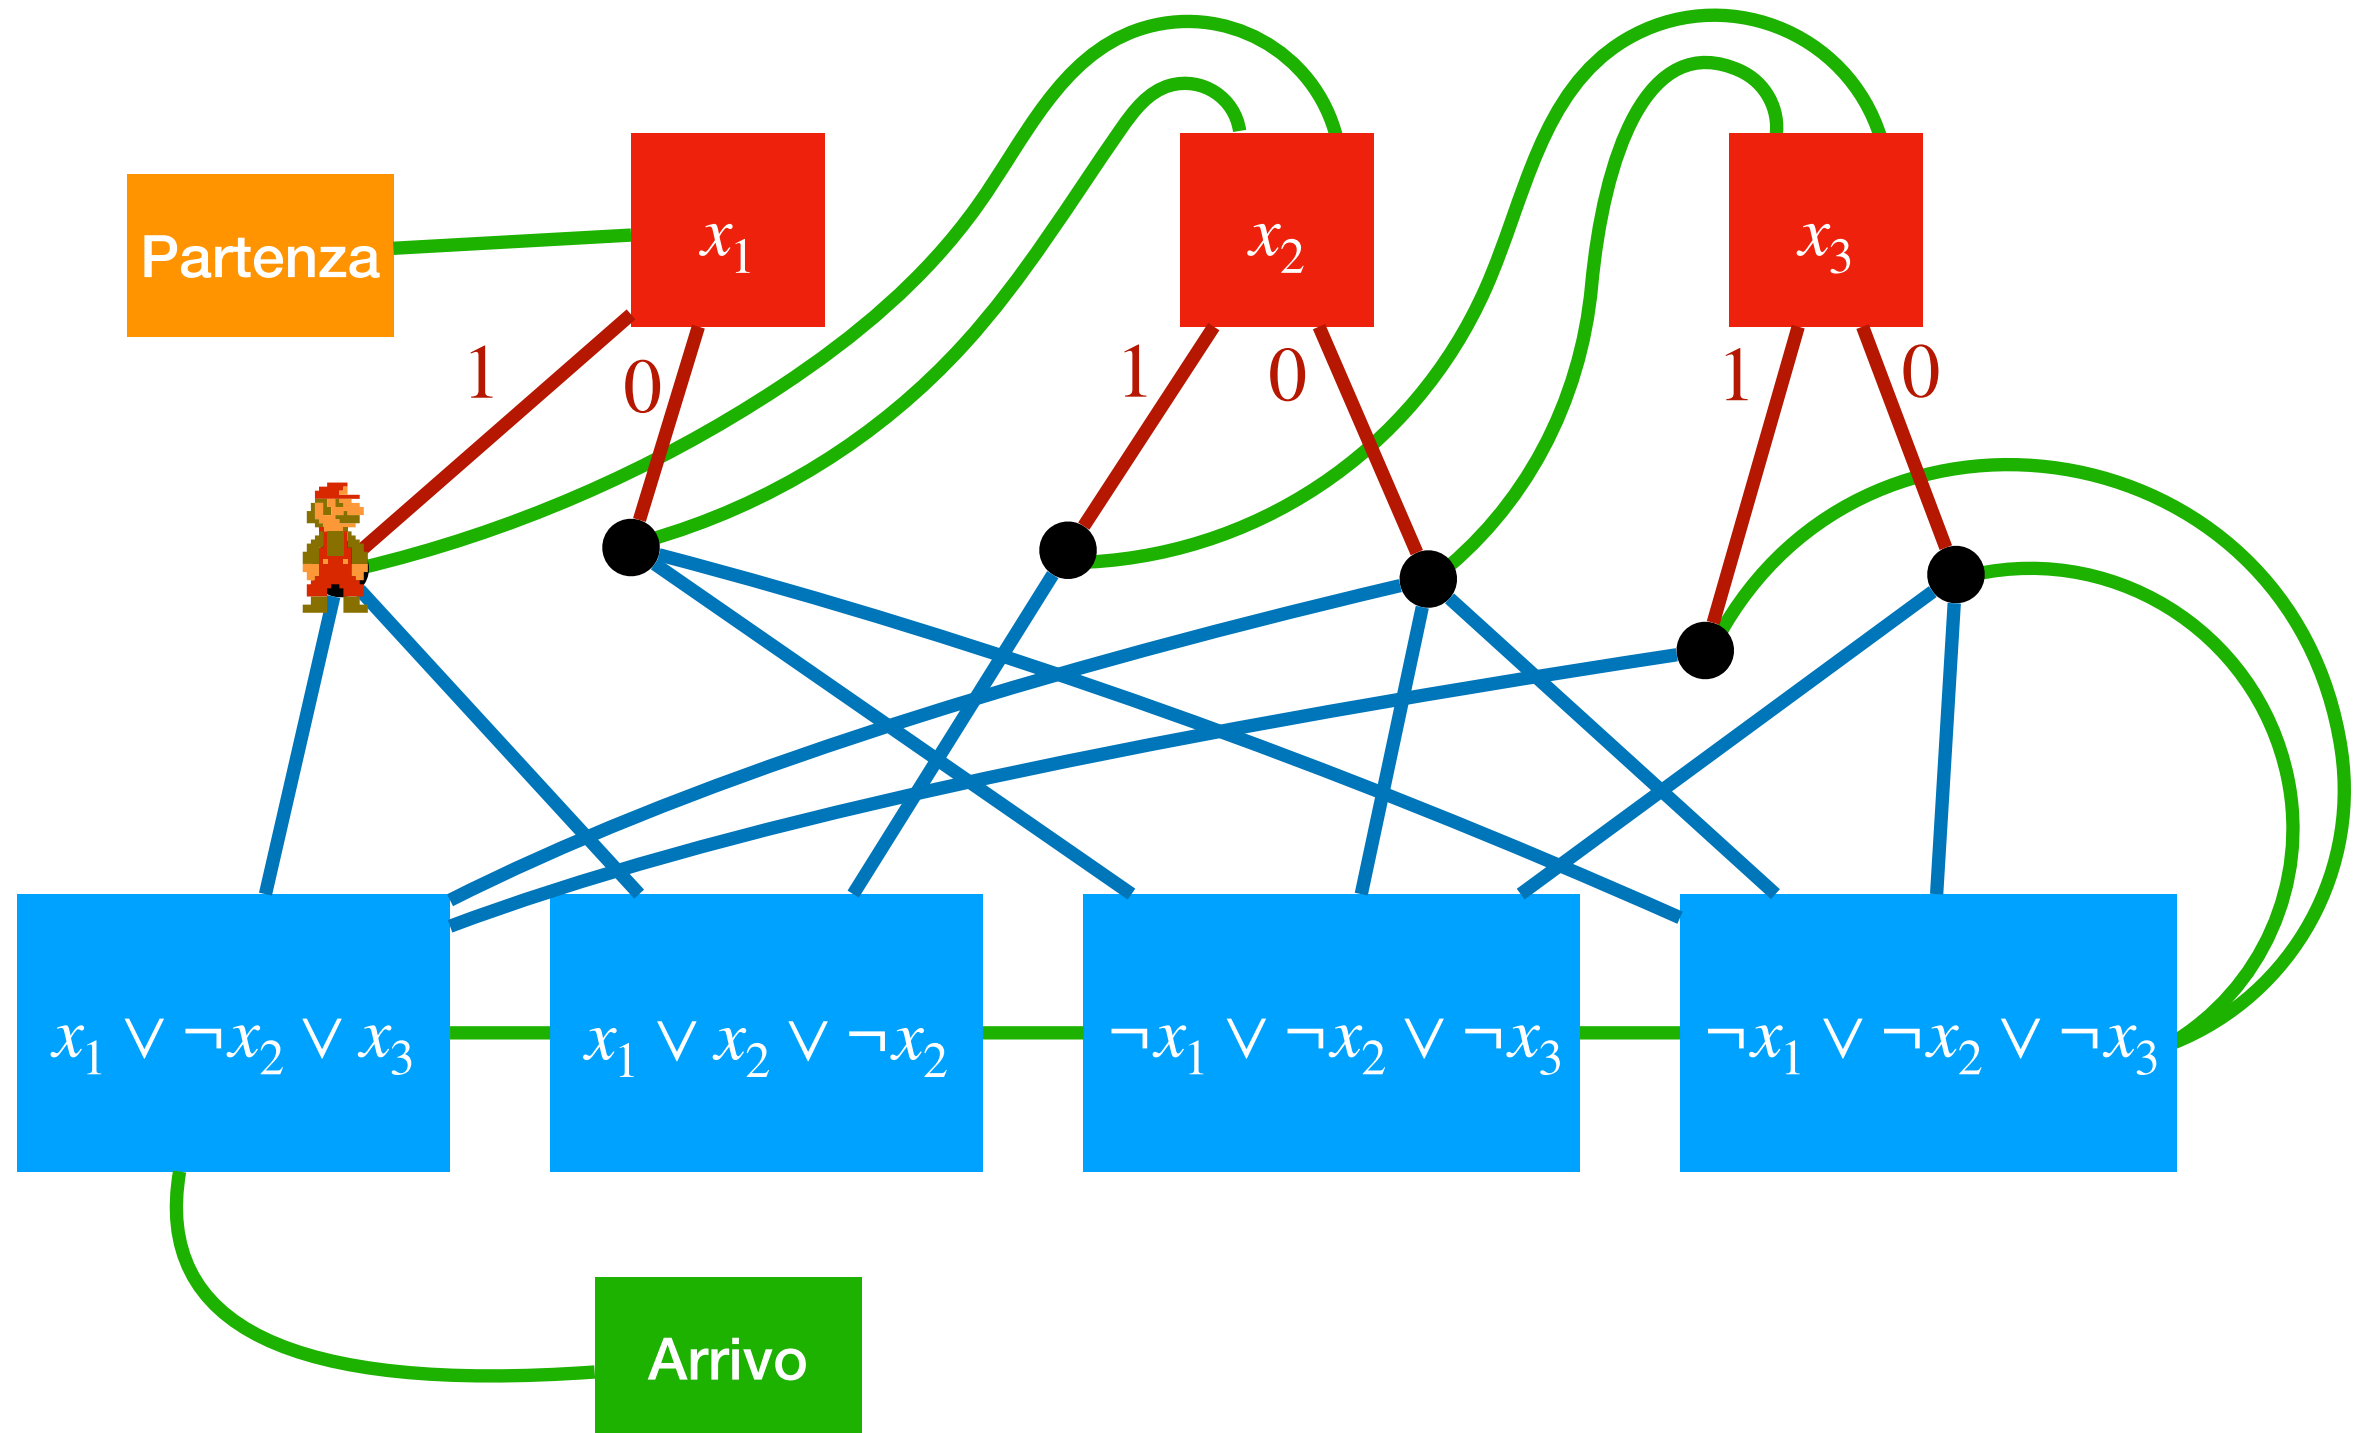 Partenza
x₁
x₂
x₃
1
0
1
0
1
0
x₁ ∨ ¬x₂ ∨ x₃
x₁ ∨ x₂ ∨ ¬x₂
¬x₁ ∨ ¬x₂ ∨ ¬x₃
¬x₁ ∨ ¬x₂ ∨ ¬x₃
Arrivo